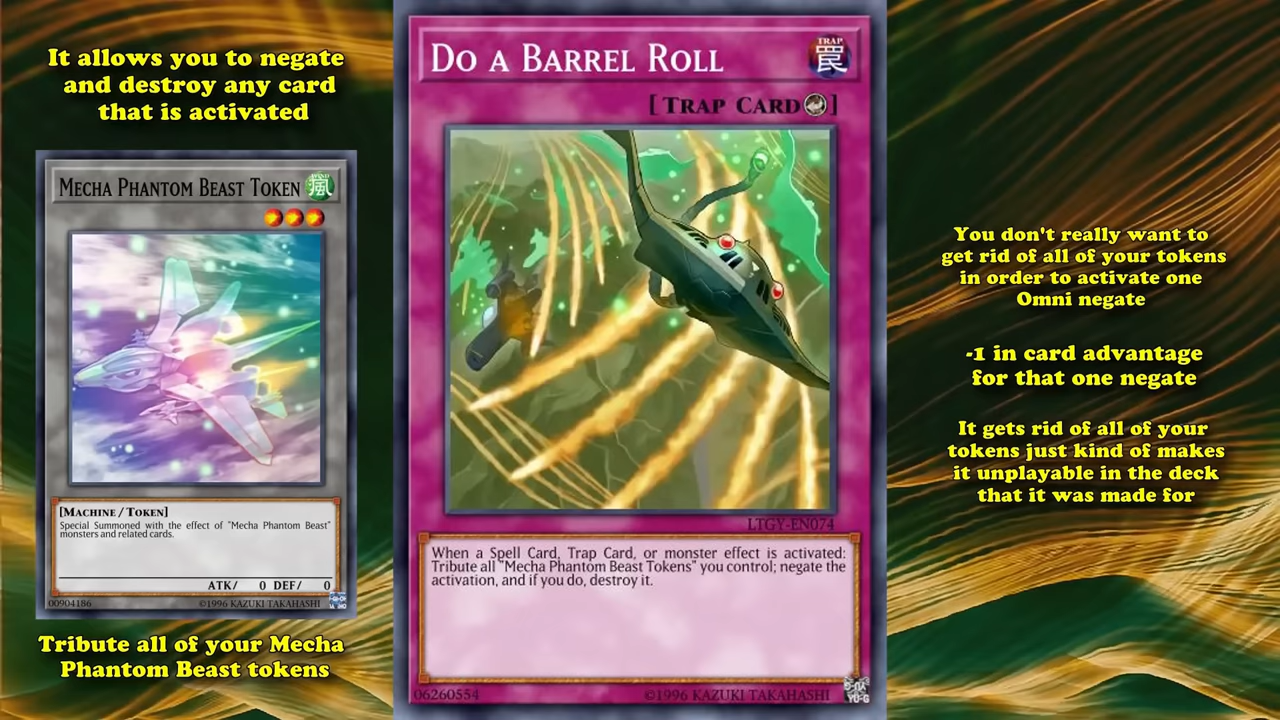 It allows you to negate
and destroy any card
that is activated
MECHA PHANTOM BEAST TOKEN
WIND
風
[MACHINE / TOKEN]
Special Summoned with the effect of "Mecha Phantom Beast"
monsters and related cards.
ATK/ 0 DEF/ 0
00904186
©1996 KAZUKI TAKAHASHI
Tribute all of your Mecha
Phantom Beast tokens
DO A BARREL ROLL
TRAP
罠
[TRAP CARD]
LTGY-EN074
When a Spell Card, Trap Card, or monster effect is activated:
Tribute all "Mecha Phantom Beast Tokens" you control; negate the
activation, and if you do, destroy it.
06260554
©1996 KAZUKI TAKAHASHI
You don't really want to
get rid of all of your tokens
in order to activate one
Omni negate
-1 in card advantage
for that one negate
It gets rid of all of your
tokens just kind of makes
it unplayable in the deck
that it was made for